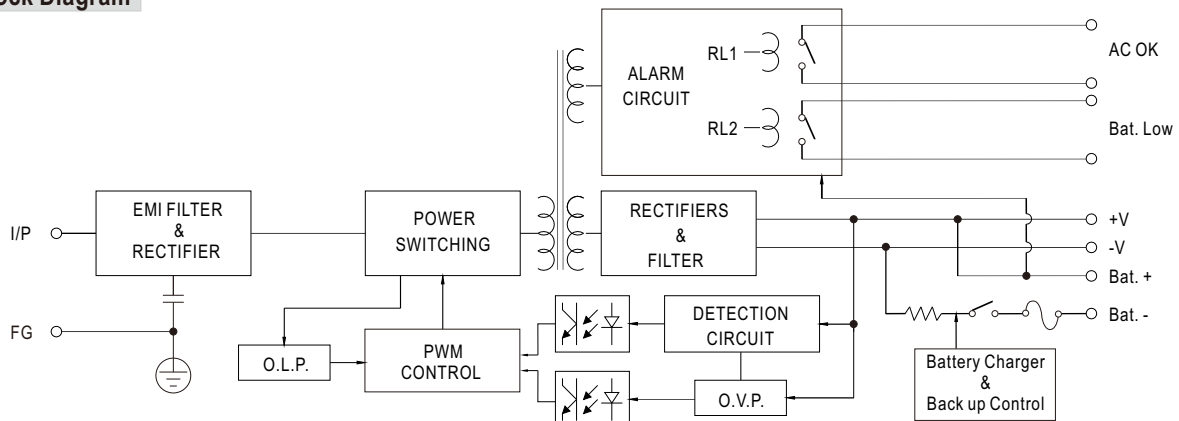 ock Diagram
ALARM
CIRCUIT
RL1
RL2
AC OK
Bat. Low
I/P
EMI FILTER
&
RECTIFIER
POWER
SWITCHING
RECTIFIERS
&
FILTER
+V
-V
Bat. +
Bat. -
FG
O.L.P.
PWM
CONTROL
DETECTION
CIRCUIT
O.V.P.
Battery Charger
&
Back up Control